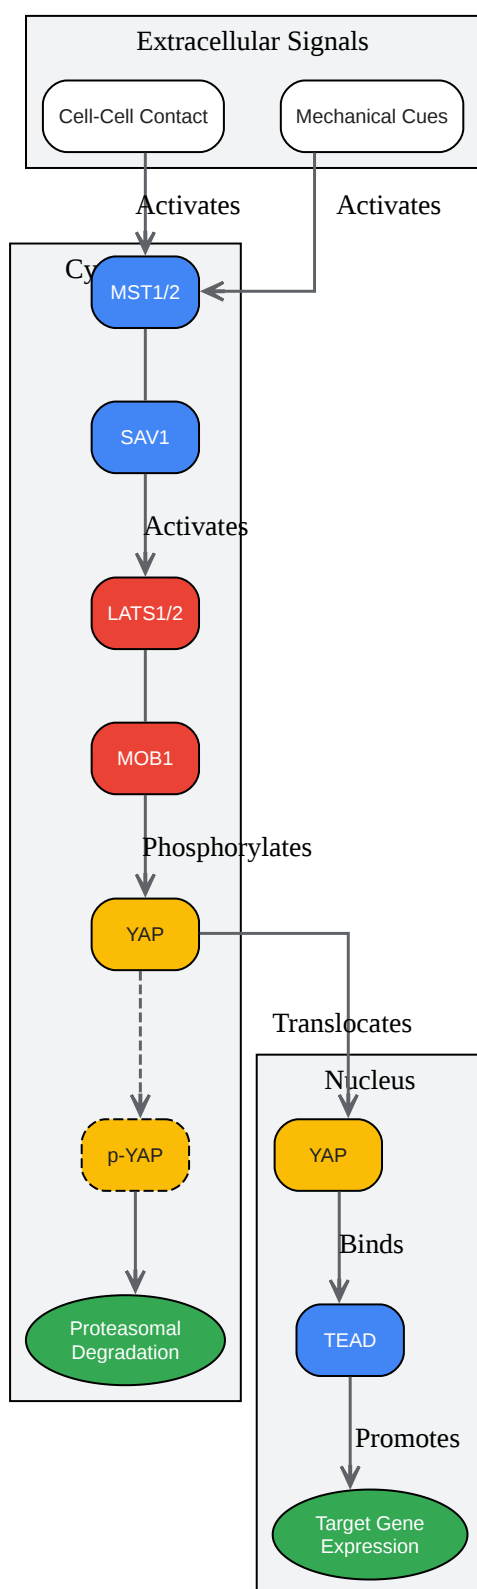 Extracellular Signals
Cell-Cell Contact
Mechanical Cues
Activates
Activates
Cy
MST1/2
SAV1
Activates
LATS1/2
MOB1
Phosphorylates
YAP
Translocates
Nucleus
p-YAP
YAP
Binds
Proteasomal
Degradation
TEAD
Promotes
Target Gene
Expression